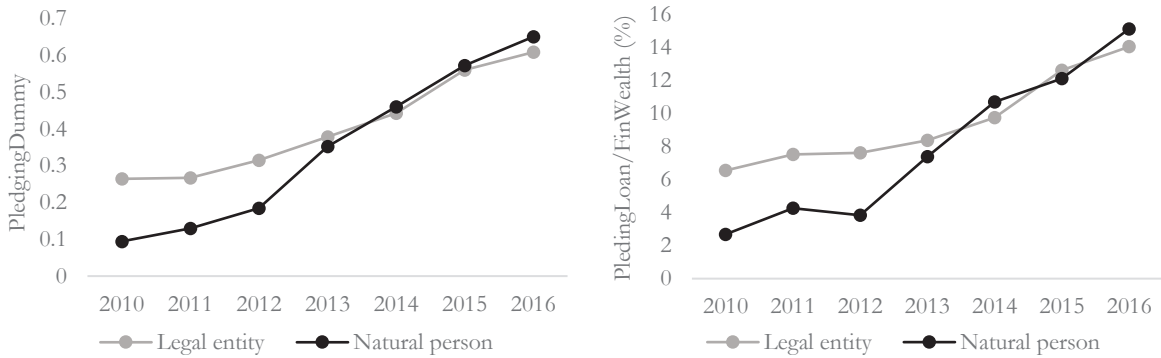 PledgingDummy
0.7
0.6
0.5
0.4
0.3
0.2
0.1
0
2010 2011 2012 2013 2014 2015 2016
Legal entity Natural person
PledingLoan/FinWealth (%)
16
14
12
10
8
6
4
2
0
2010 2011 2012 2013 2014 2015 2016
Legal entity Natural person